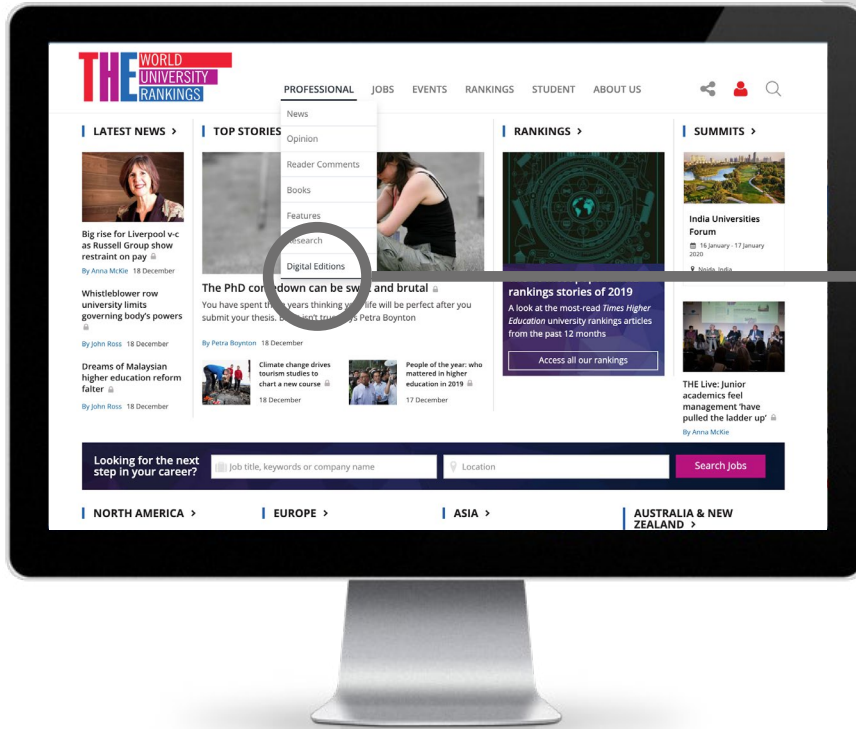 THE WORLD
UNIVERSITY
RANKINGS
PROFESSIONAL JOBS EVENTS RANKINGS STUDENT ABOUT US
News
Opinion
Reader Comments
Books
Features
Research
Digital Editions
LATEST NEWS >
Big rise for Liverpool v-c
as Russell Group show
restraint on pay
By Anna McKie 18 December
Whistleblower row
university limits
governing body's powers
By John Ross 18 December
Dreams of Malaysian
higher education reform
falter
By John Ross 18 December
TOP STORIES
The PhD comedown can be and brutal
You have spent years thinking life will be perfect after you
submit your thesis. isn't Petra Boynton
By Petra Boynton 18 December
Climate change drives
tourism studies to
chart a new course
18 December
People of the year: who
mattered in higher
education in 2019
17 December
RANKINGS >
rankings stories of 2019
A look at the most-read Times Higher
Education university rankings articles
from the past 12 months
Access all our rankings
SUMMITS >
India Universities
Forum
16 January - 17 January
2020
Noida, India
THE Live: Junior
academics feel
management 'have
pulled the ladder up'
By Anna McKie
Looking for the next
step in your career?
Job title, keywords or company name
Location
Search Jobs
NORTH AMERICA >
EUROPE >
ASIA >
AUSTRALIA & NEW
ZEALAND >